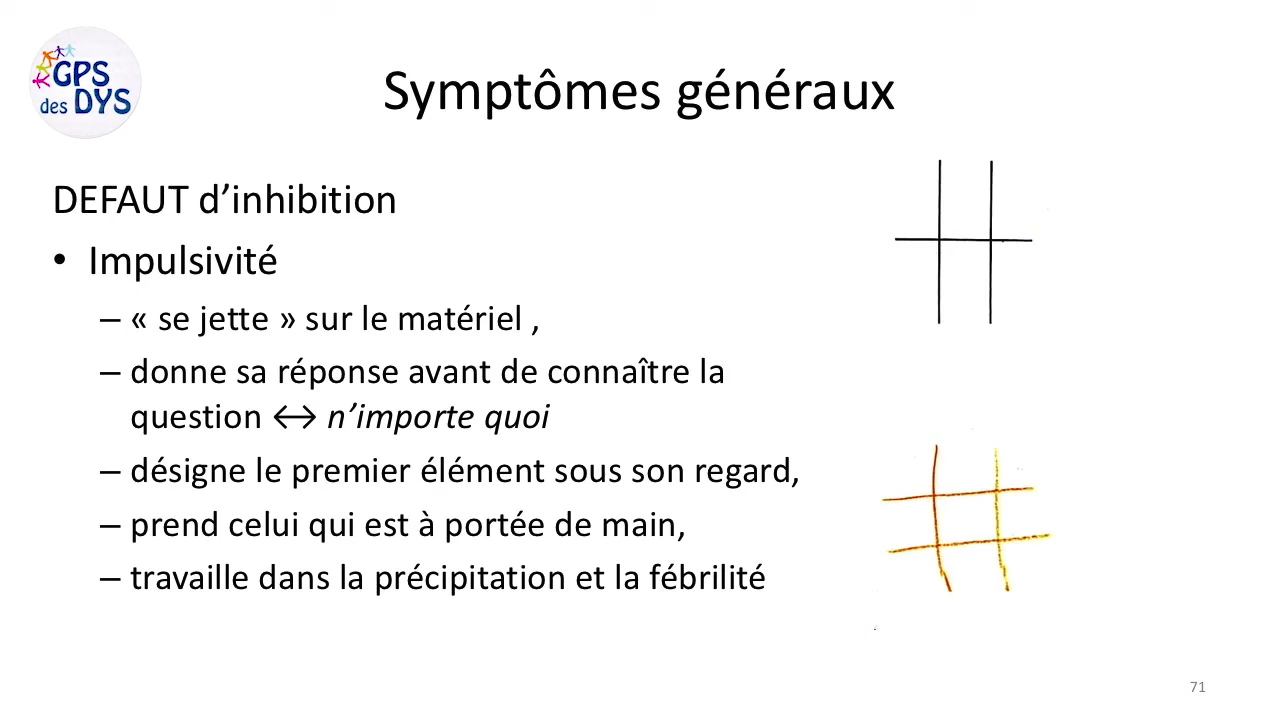 GPS
des DYS
Symptômes généraux
DEFAUT d’inhibition
• Impulsivité
– « se jette » sur le matériel ,
– donne sa réponse avant de connaître la
question ↔ n’importe quoi
– désigne le premier élément sous son regard,
– prend celui qui est à portée de main,
– travaille dans la précipitation et la fébrilité
71